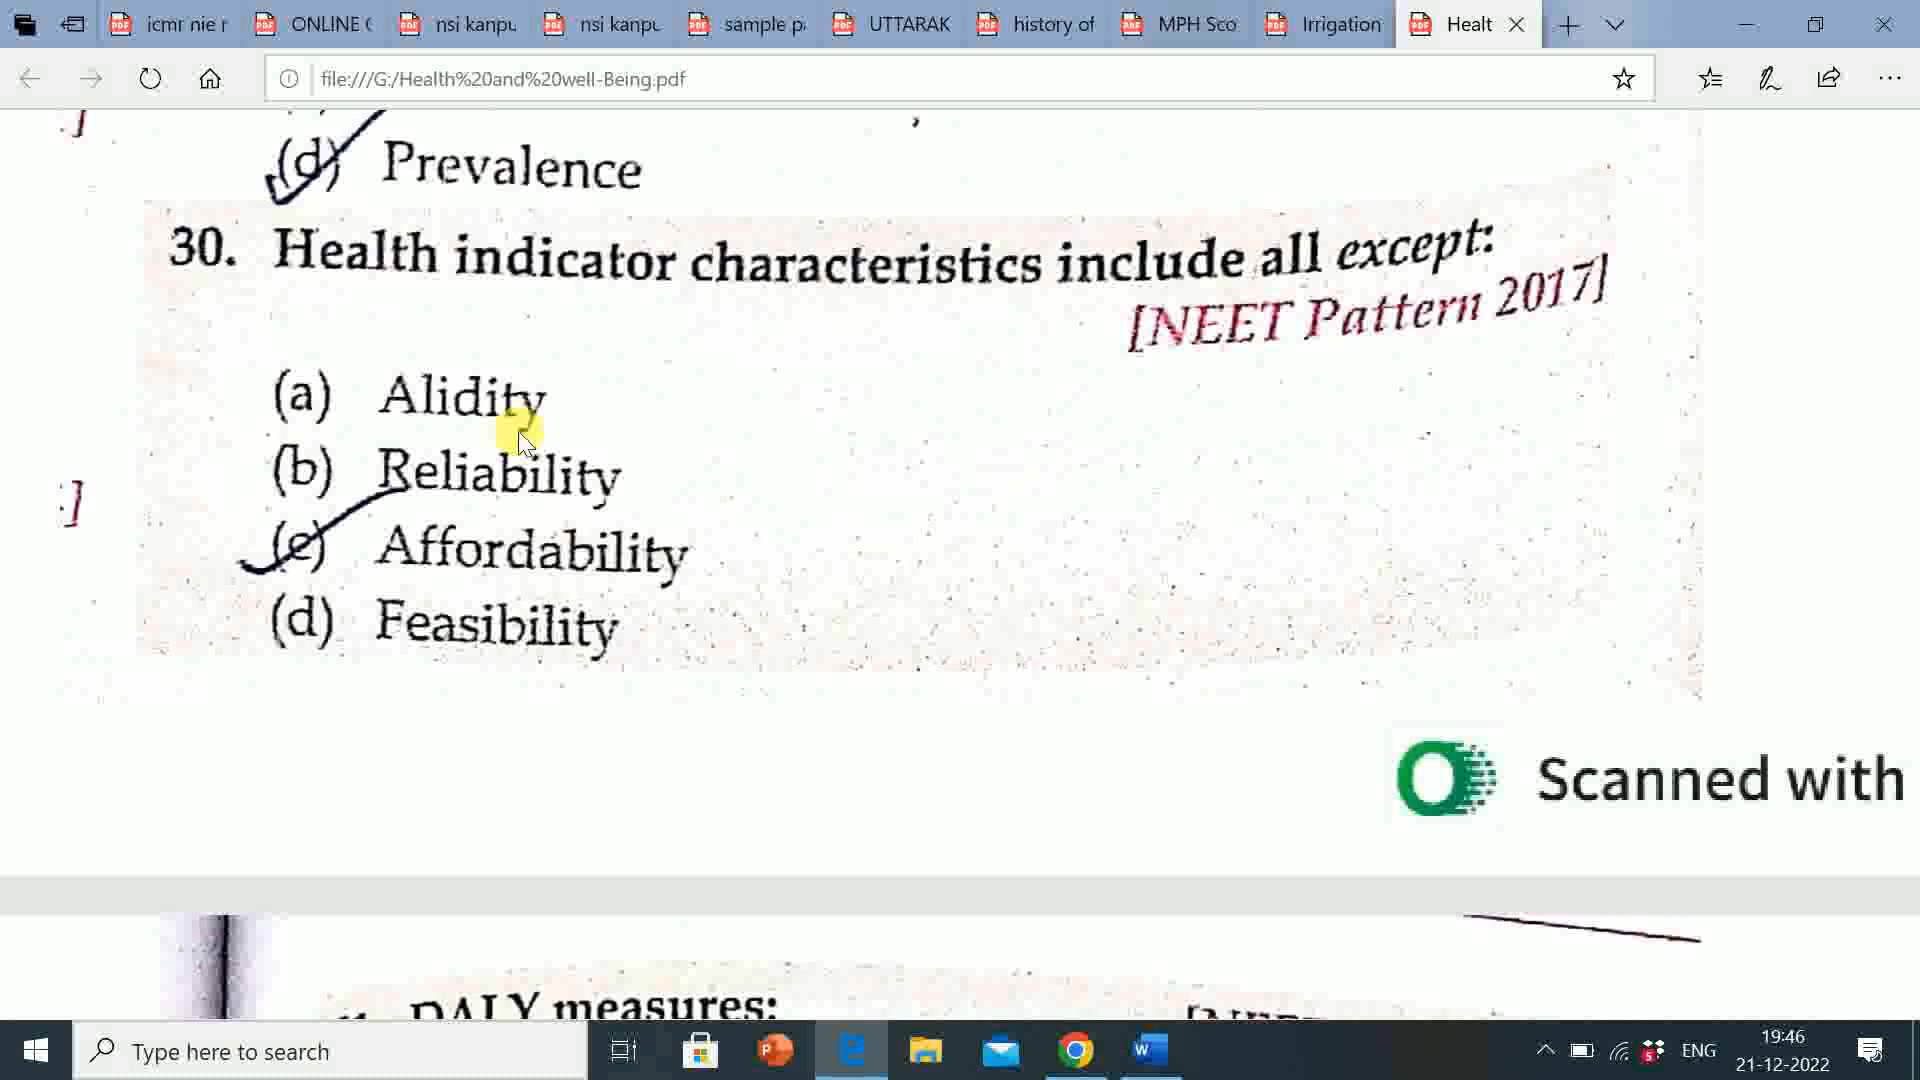 icmr nie r
ONLINE (
nsi kanpu
nsi kanpu
sample p
UTTARAK
history of
MPH Sco
Irrigation
Healt
file:///G:/Health%20and%20well-Being.pdf
(d) Prevalence
30. Health indicator characteristics include all except:
[NEET Pattern 2017]
(a) Alidity
(b) Reliability
(c) Affordability
(d) Feasibility
Scanned with
DALY measures:
Type here to search
ENG
19:46
21-12-2022